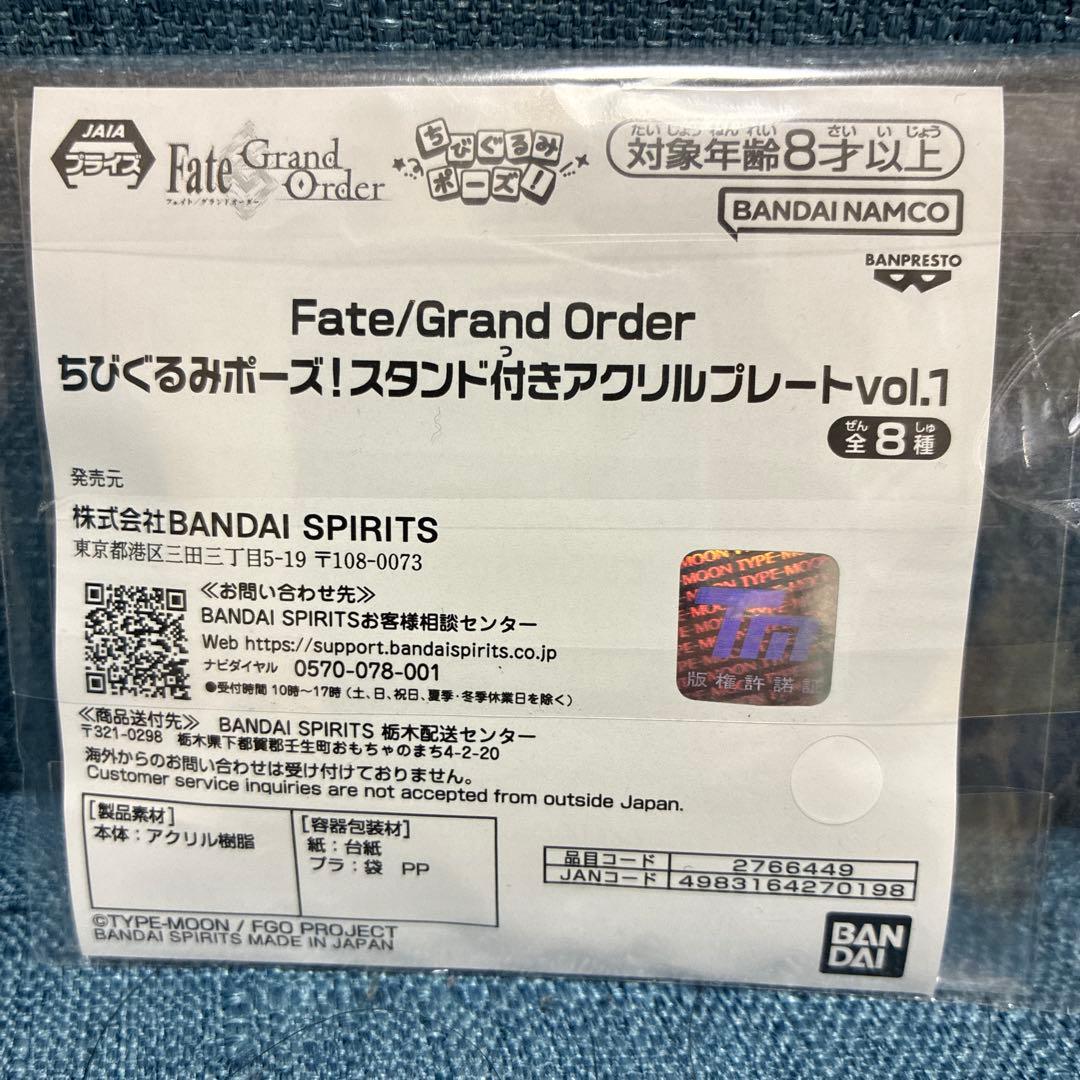 JAIA
プライズ
Fate/Grand Order
フェイト/グランドオーダー
ちびぐるみ
ポーズ!
たいしょうねんれい さい い じょう
対象年齢8才以上
BANDAI NAMCO
BANPRESTO
Fate/Grand Order
つ
ちびぐるみポーズ!スタンド付きアクリルプレートvol.1
ぜん しゅ
全8種
発売元
株式会社BANDAI SPIRITS
東京都港区三田三丁目5-19 〒108-0073
≪お問い合わせ先≫
BANDAI SPIRITSお客様相談センター
Web https://support.bandaispirits.co.jp
ナビダイヤル 0570-078-001
●受付時間 10時~17時(土、日、祝日、夏季・冬季休業日を除く)
MOON TYPE-MOON
TM
版権許諾証
≪商品送付先≫ BANDAI SPIRITS 栃木配送センター
〒321-0298 栃木県下都賀郡壬生町おもちゃのまち4-2-20
海外からのお問い合わせは受け付けておりません。
Customer service inquiries are not accepted from outside Japan.
[製品素材]
本体:アクリル樹脂
[容器包装材]
紙:台紙
プラ:袋 PP
品目コード 2766449
JANコード 4983164270198
©TYPE-MOON / FGO PROJECT
BANDAI SPIRITS MADE IN JAPAN
BAN
DAI